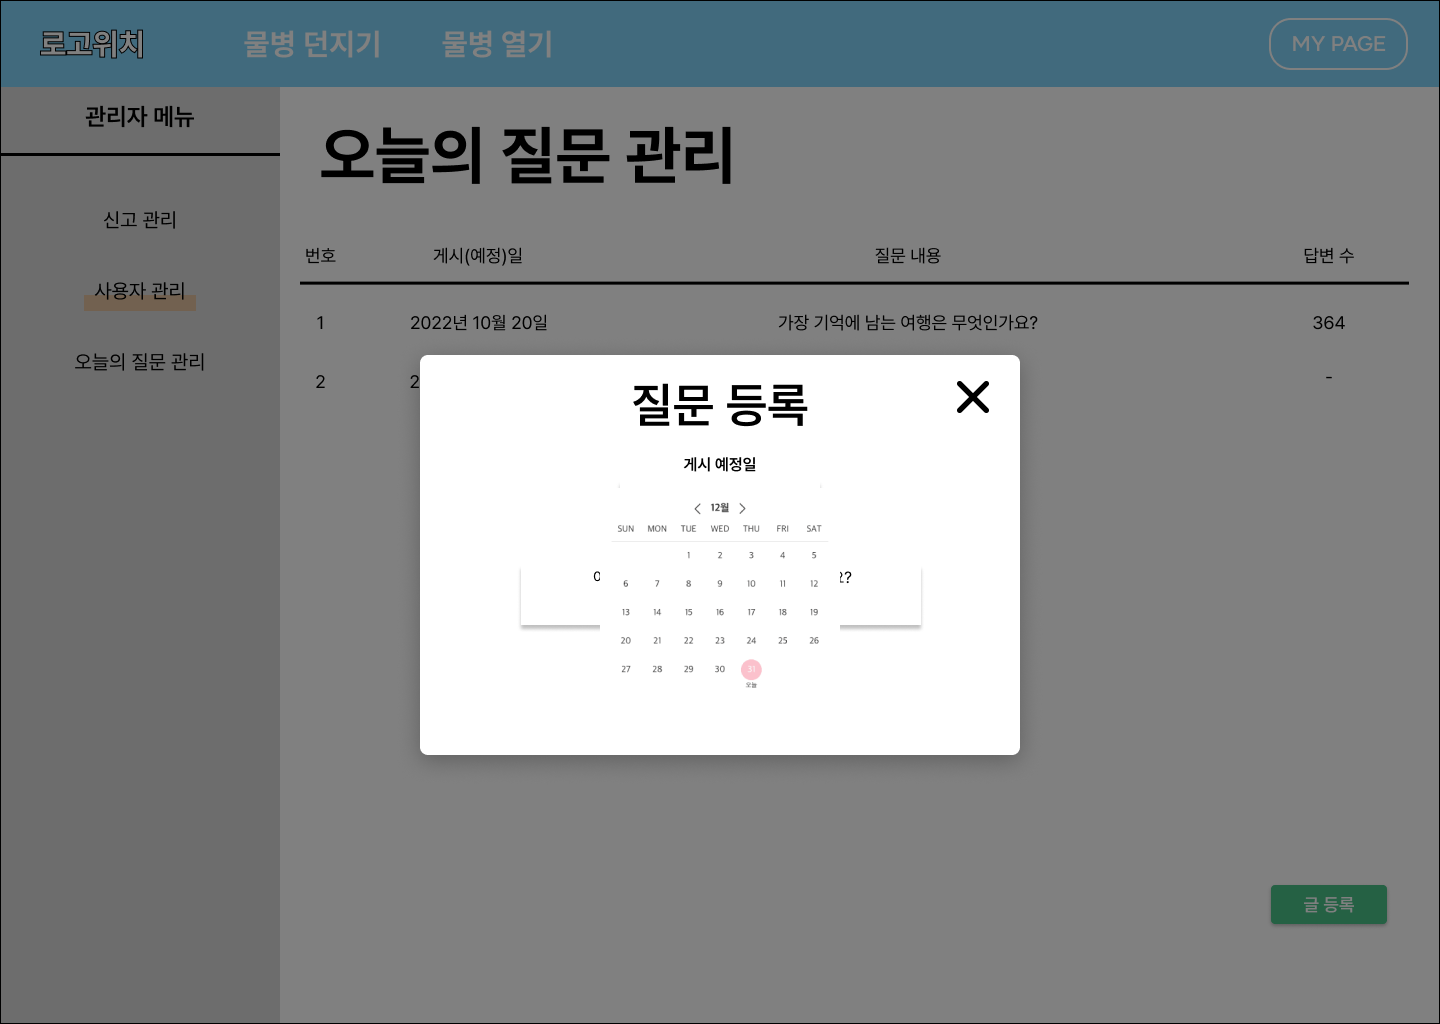 로고위치 물병 던지기 물병 열기 MY PAGE
관리자 메뉴
신고 관리
사용자 관리
오늘의 질문 관리
오늘의 질문 관리
번호 게시(예정)일 질문 내용 답변 수
1 2022년 10월 20일 가장 기억에 남는 여행은 무엇인가요? 364
2 2 -
질문 등록
게시 예정일
12월
SUN MON TUE WED THU FRI SAT
1 2 3 4 5
6 7 8 9 10 11 12
13 14 15 16 17 18 19
20 21 22 23 24 25 26
27 28 29 30 31
오늘
?
글 등록